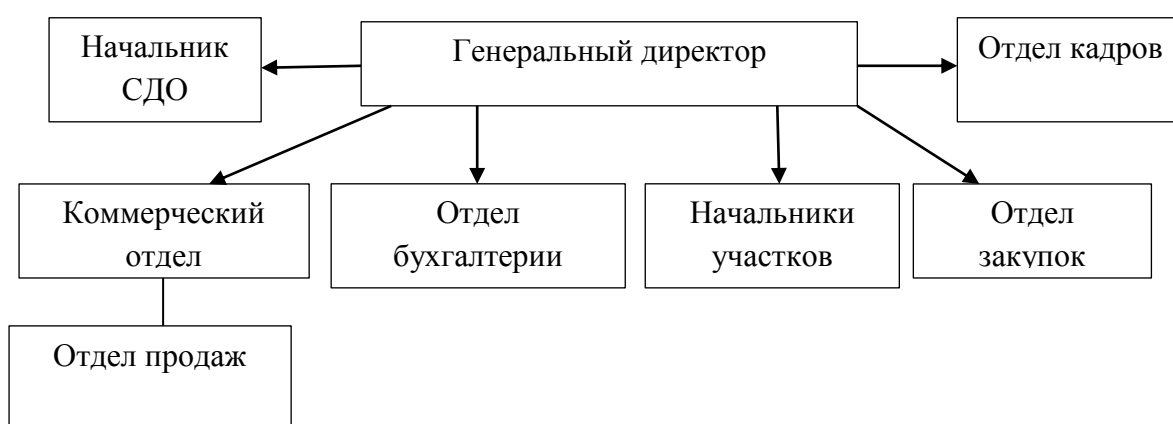 Начальник
СДО
Генеральный директор
Отдел кадров
Коммерческий
отдел
Отдел
бухгалтерии
Начальники
участков
Отдел
закупок
Отдел продаж